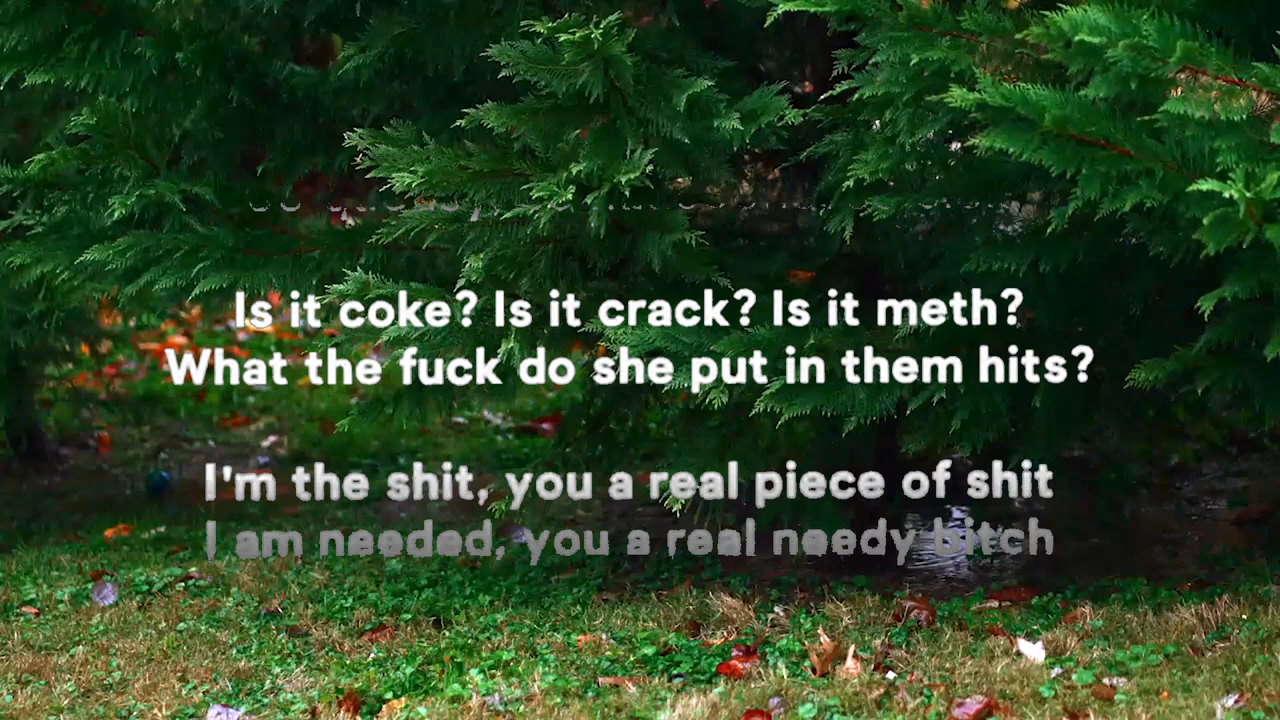 Is it coke? Is it crack? Is it meth?
What the fuck do she put in them hits?
I'm the shit, you a real piece of shit
I am needed, you a real needy bitch